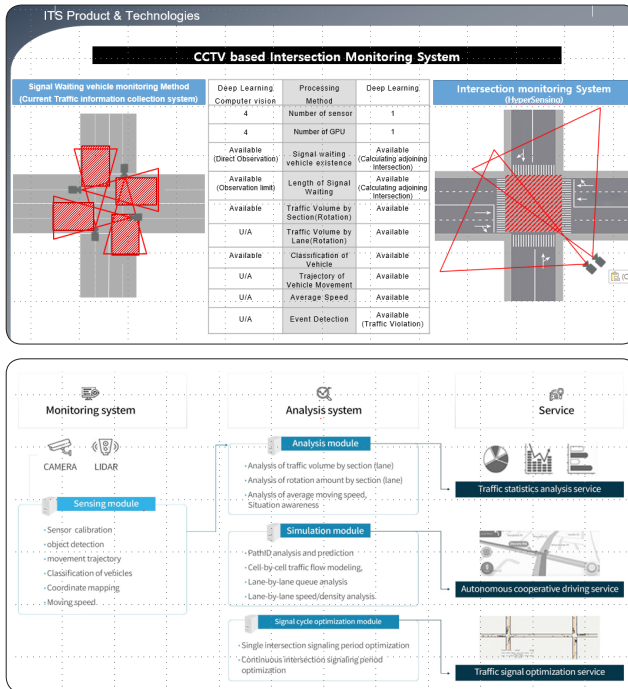 ITS Product & Technologies
CCTV based Intersection Monitoring System
Signal Waiting vehicle monitoring Method
(Current Traffic information collection system)
Deep Learning
Computer vision
Processing
Method
Deep Learning
4
Number of sensor
1
4
Number of GPU
1
Available
(Direct Observation)
Signal waiting
vehicle existence
Available
(Calculating adjoining
Intersection)
Available
(Observation limit)
Length of Signal
Waiting
Available
(Calculating adjoining
Intersection)
Available
Traffic Volume by
Section(Rotation)
Available
U/A
Traffic Volume by
Lane(Rotation)
Available
Available
Classification of
Vehicle
Available
U/A
Trajectory of
Vehicle Movement
Available
U/A
Average Speed
Available
U/A
Event Detection
Available
(Traffic Violation)
Intersection monitoring System
(HyperSensing)
Monitoring system
CAMERA
LIDAR
Sensing module
· Sensor calibration
· object detection
· movement trajectory
· Classification of vehicles
· Coordinate mapping
· Moving speed.
Analysis system
Analysis module
· Analysis of traffic volume by section (lane)
· Analysis of rotation amount by section (lane)
· Analysis of average moving speed,
Situation awareness
Simulation module
· PathID analysis and prediction
· Cell-by-cell traffic flow modeling,
· Lane-by-lane queue analysis
· Lane-by-lane speed/density analysis.
Signal cycle optimization module
· Single intersection signaling period optimization
· Continuous intersection signaling period
optimization
Service
Traffic statistics analysis service
Autonomous cooperative driving service
Traffic signal optimization service